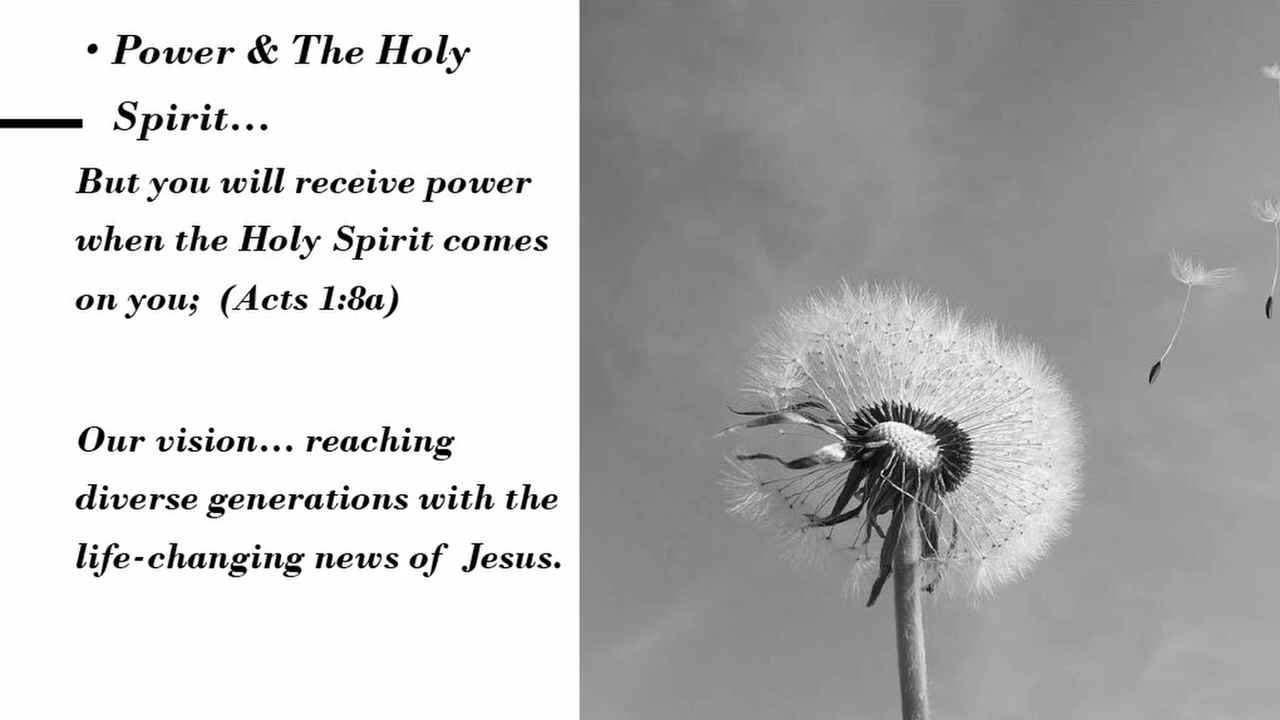 • Power & The Holy
Spirit...
But you will receive power
when the Holy Spirit comes
on you; (Acts 1:8a)
Our vision... reaching
diverse generations with the
life-changing news of Jesus.